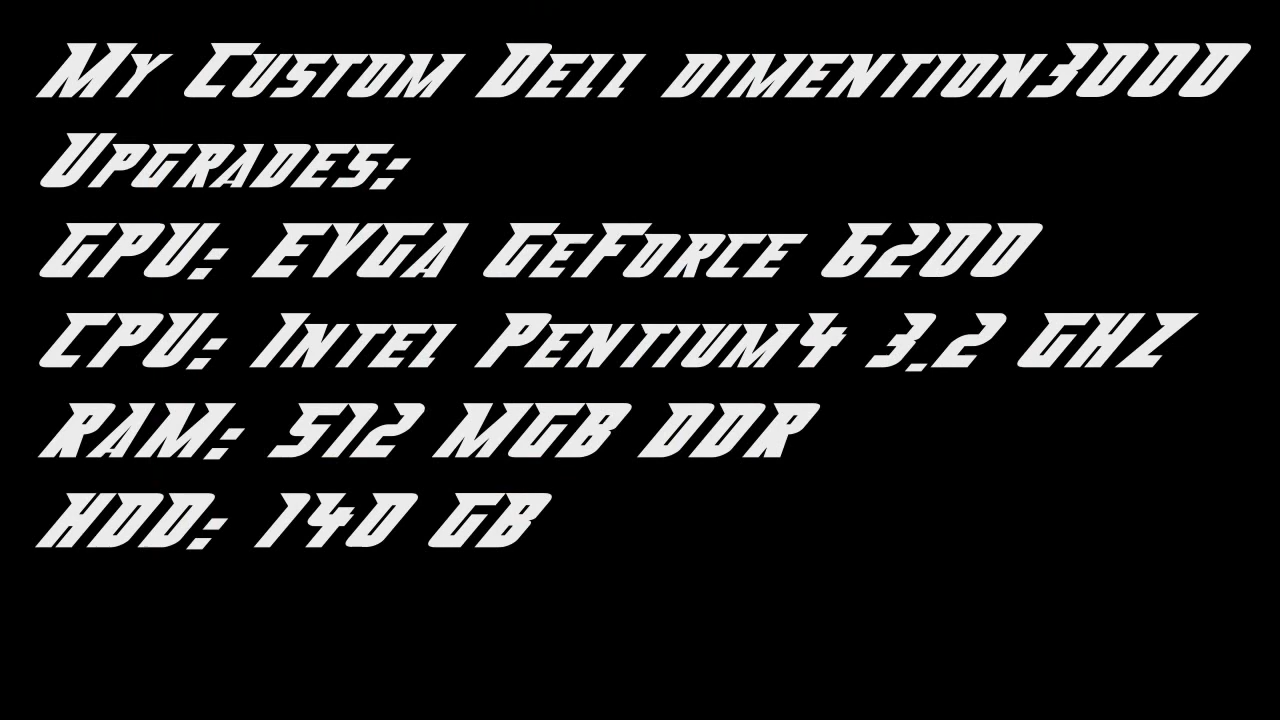 My Custom Dell dimention3000
Upgrades:
GPU: EVGA GeForce 6200
CPU: Intel Pentium4 3.2 GHZ
RAM: 512 MGB DDR
HDD: 140 GB